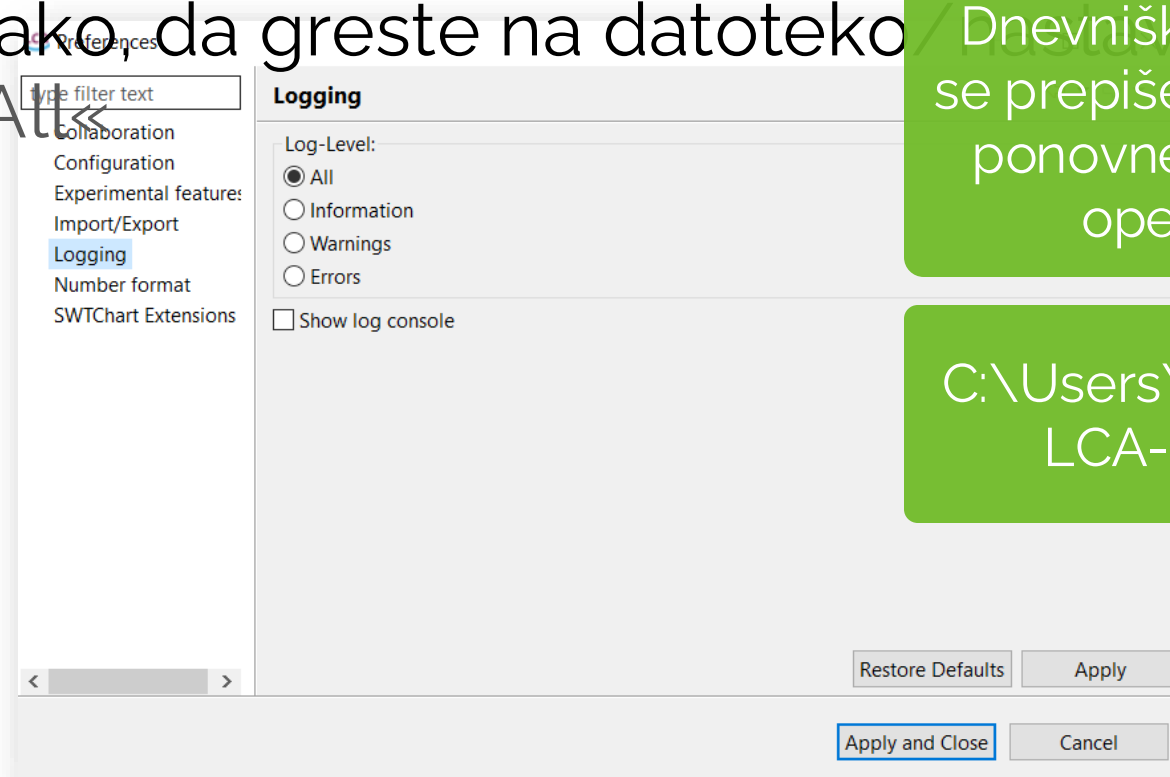 ako, da greste na datoteko/nastav
All«
Preferences
type filter text
Collaboration
Configuration
Experimental features
Import/Export
Logging
Number format
SWTChart Extensions
Logging
Log-Level:
All
Information
Warnings
Errors
Show log console
Dnevnišk
se prepiše
ponovne
ope
C:\Users\
LCA-
Restore Defaults
Apply
Apply and Close
Cancel